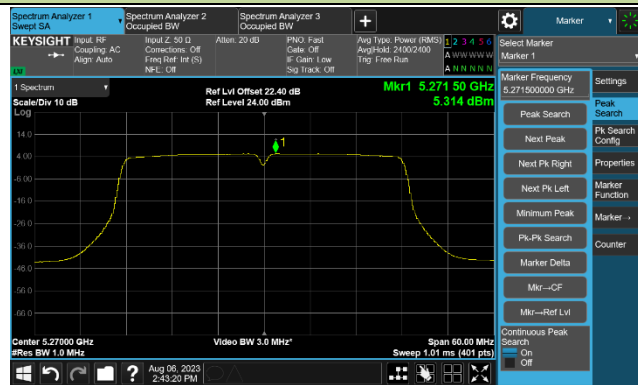 Spectrum Analyzer 1
Swept SA
Spectrum Analyzer 2
Occupied BW
Spectrum Analyzer 3
Occupied BW
Marker
KEYSIGHT
Input: RF
Coupling: AC
Align: Auto
Input Z: 50 Ω
Corrections: Off
Freq Ref: Int (S)
NFE: Off
Atten: 20 dB
PNO: Fast
Gate: Off
IF Gain: Low
Sig Track: Off
Avg Type: Power (RMS)
Avg|Hold: 2400/2400
Trig: Free Run
1 2 3 4 5 6
A W W W W W
A N N N N N
LM
Select Marker
Marker 1
1 Spectrum
Scale/Div 10 dB
Log
Ref Lvl Offset 22.40 dB
Ref Level 24.00 dBm
Mkr1 5.271 50 GHz
5.314 dBm
14.0
4.00
-6.00
-16.0
-26.0
-36.0
-46.0
-56.0
-66.0
1
Center 5.27000 GHz
#Res BW 1.0 MHz
Video BW 3.0 MHz*
Span 60.00 MHz
Sweep 1.01 ms (401 pts)
Marker Frequency
5.271500000 GHz
Peak Search
Next Peak
Next Pk Right
Next Pk Left
Minimum Peak
Pk-Pk Search
Marker Delta
Mkr→CF
Mkr→Ref Lvl
Continuous Peak
Search
On
Off
Settings
Peak
Search
Pk Search
Config
Properties
Marker
Function
Marker→
Counter
?
Aug 06, 2023
2:43:20 PM